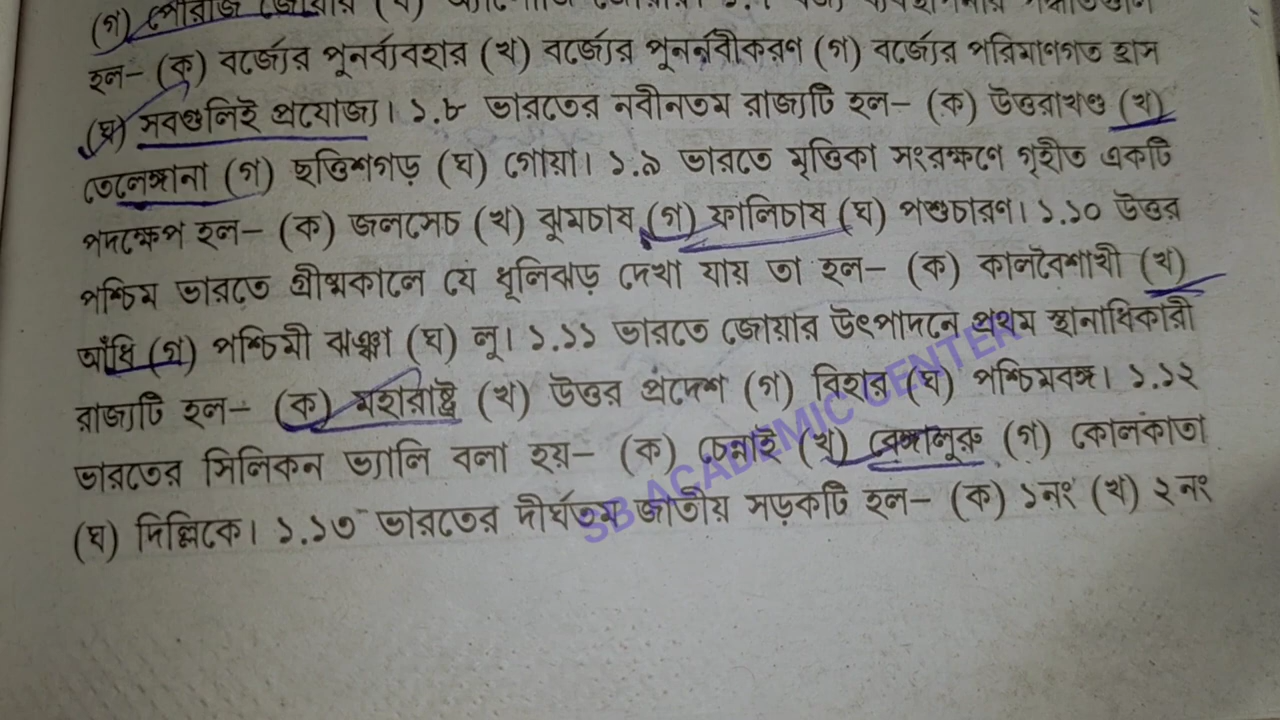 (গ) পেরিজি জোয়ার (ঘ)
হল– (ক) বর্জ্যের পুনর্ব্যবহার (খ) বর্জ্যের পুনর্নবীকরণ (গ) বর্জ্যের পরিমাণগত হ্রাস
(ঘ) সবগুলিই প্রযোজ্য। ১.৮ ভারতের নবীনতম রাজ্যটি হল– (ক) উত্তরাখণ্ড (খ)
তেলেঙ্গানা (গ) ছত্তিশগড় (ঘ) গোয়া। ১.৯ ভারতে মৃত্তিকা সংরক্ষণে গৃহীত একটি
পদক্ষেপ হল– (ক) জলসেচ (খ) ঝুমচাষ (গ) ফালিচাষ (ঘ) পশুচারণ। ১.১০ উত্তর
পশ্চিম ভারতে গ্রীষ্মকালে যে ধূলিঝড় দেখা যায় তা হল– (ক) কালবৈশাখী (খ)
আঁধি (গ) পশ্চিমী ঝঞ্ঝা (ঘ) লূ। ১.১১ ভারতে জোয়ার উৎপাদনে প্রথম স্থানাধিকারী
রাজ্যটি হল– (ক) মহারাষ্ট্র (খ) উত্তর প্রদেশ (গ) বিহার (ঘ) পশ্চিমবঙ্গ। ১.১২
ভারতের সিলিকন ভ্যালি বলা হয়– (ক) চেন্নাই (খ) বেঙ্গালুরু (গ) কোলকাতা
(ঘ) দিল্লিকে। ১.১৩ ভারতের দীর্ঘতম জাতীয় সড়কটি হল– (ক) ১নং (খ) ২নং
SB ACADEMIC CENTER